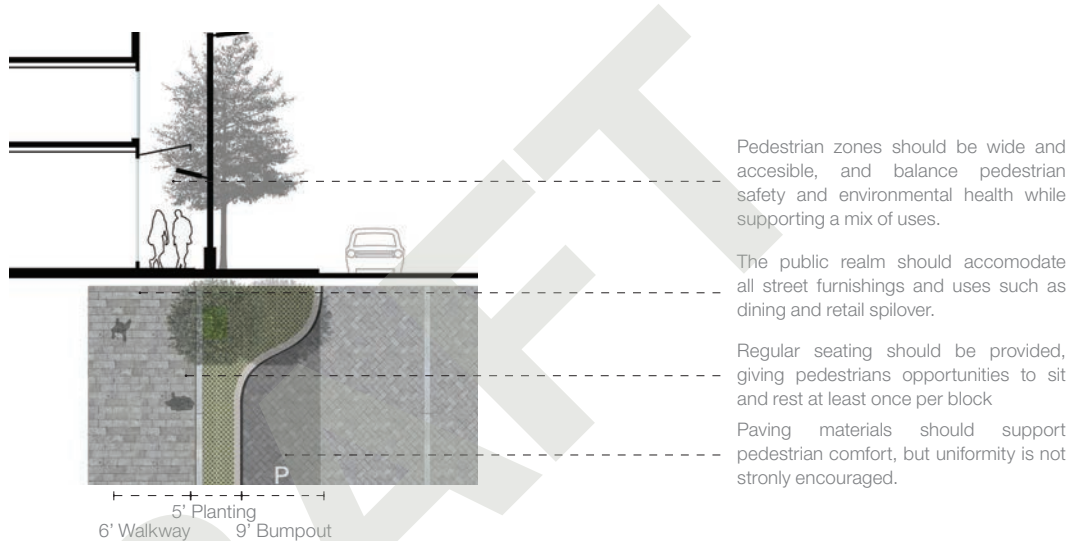 Pedestrian zones should be wide and
accesible, and balance pedestrian
safety and environmental health while
supporting a mix of uses.
The public realm should accomodate
all street furnishings and uses such as
dining and retail spilover.
Regular seating should be provided,
giving pedestrians opportunities to sit
and rest at least once per block
Paving materials should support
pedestrian comfort, but uniformity is not
stronly encouraged.
P
5' Planting
6' Walkway 9' Bumpout
RAFT